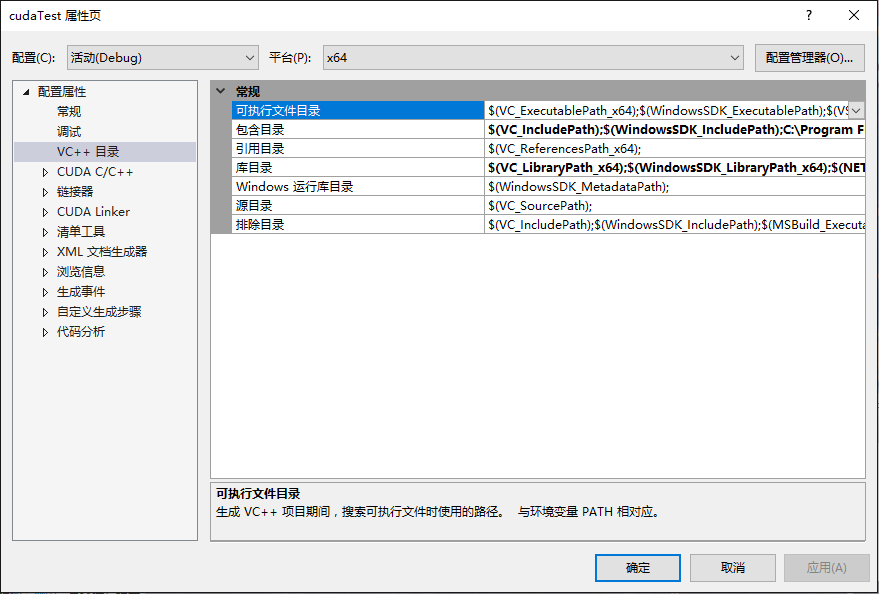 cudaTest 属性页
配置(C): 活动(Debug) 平台(P): x64 配置管理器(O)...
配置属性
常规
调试
VC++ 目录
CUDA C/C++
链接器
CUDA Linker
清单工具
XML 文档生成器
浏览信息
生成事件
自定义生成步骤
代码分析
常规
可执行文件目录 $(VC_ExecutablePath_x64);$(WindowsSDK_ExecutablePath);$(VS
包含目录 $(VC_IncludePath);$(WindowsSDK_IncludePath);C:\Program F
引用目录 $(VC_ReferencesPath_x64);
库目录 $(VC_LibraryPath_x64);$(WindowsSDK_LibraryPath_x64);$(NET
Windows 运行库目录 $(WindowsSDK_MetadataPath);
源目录 $(VC_SourcePath);
排除目录 $(VC_IncludePath);$(WindowsSDK_IncludePath);$(MSBuild_Executa
可执行文件目录
生成 VC++ 项目期间，搜索可执行文件时使用的路径。 与环境变量 PATH 相对应。
确定 取消 应用(A)